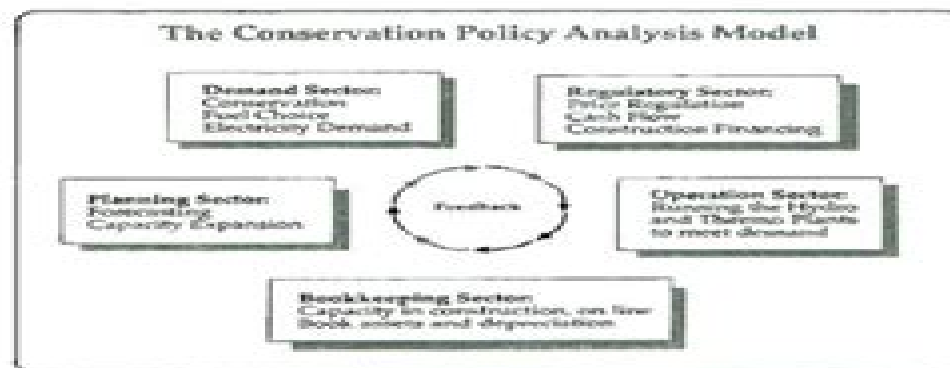 The Conservation Policy Analysis Model
Demand Sector:
Conservation
Fuel Choice
Electricity Demand
Regulatory Sector:
Price Regulation
Cash Flow
Construction Financing
Planning Sector:
Forecasting
Capacity Expansion
Feedback
Operation Sector:
Running the Hydro
and Thermo Plants
to meet demand
Bookkeeping Sector:
Capacity in construction, on line
Book assets and depreciation